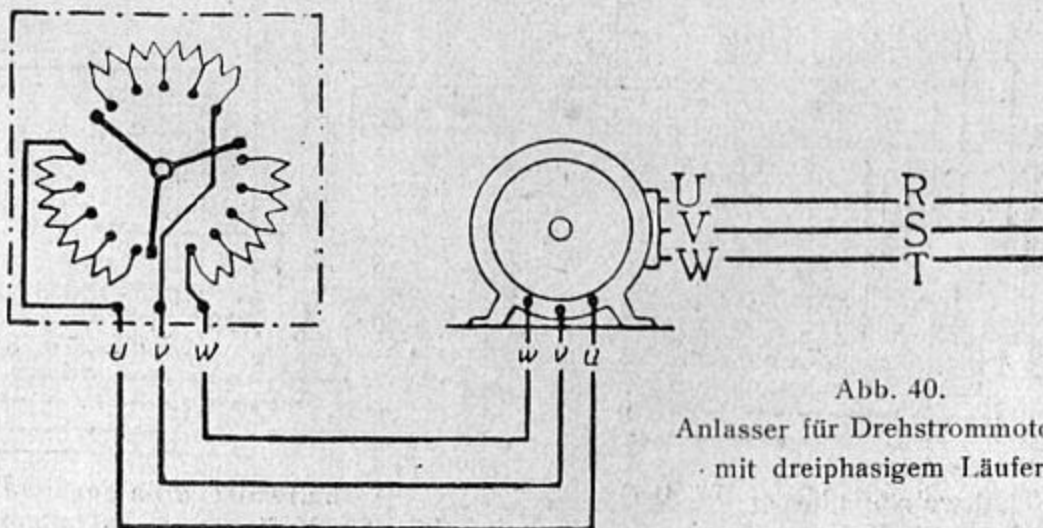 U R
V S
W T
u v w
w v u
Abb. 40.
Anlasser für Drehstrommoto
mit dreiphasigem Läufer